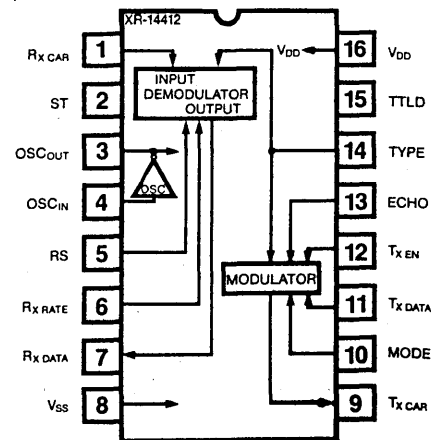 XR-14412
RX CAR 1
ST 2
OSCOUT 3
OSCIN 4
RS 5
RX RATE 6
RX DATA 7
VSS 8
INPUT
DEMODULATOR
OUTPUT
OSC
VDD
MODULATOR
16 VDD
15 TTLD
14 TYPE
13 ECHO
12 TX EN
11 TX DATA
10 MODE
9 TX CAR